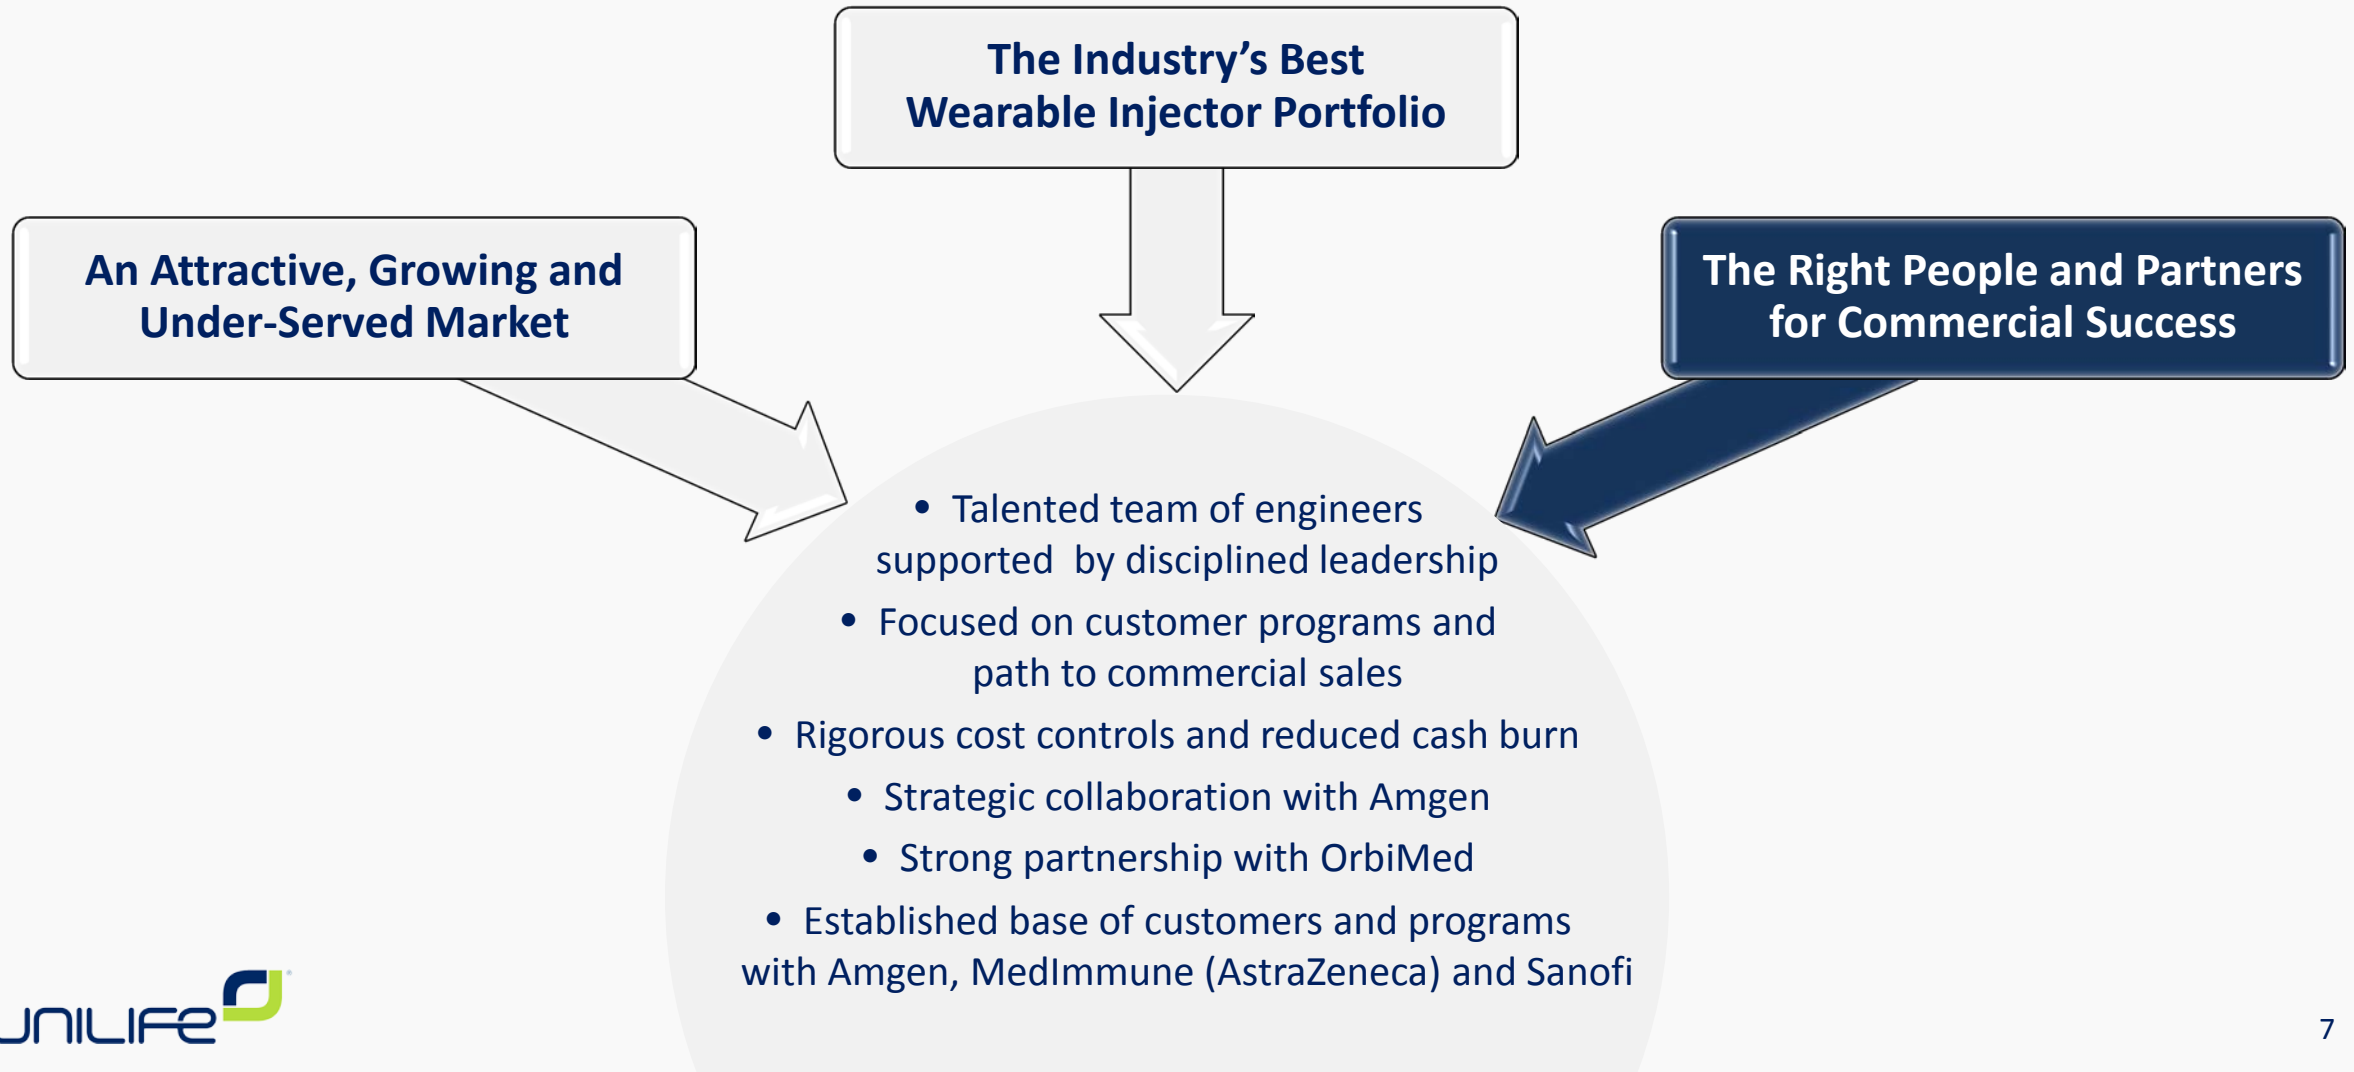 The Industry’s Best
Wearable Injector Portfolio
An Attractive, Growing and
Under-Served Market
The Right People and Partners
for Commercial Success
• Talented team of engineers
supported by disciplined leadership
• Focused on customer programs and
path to commercial sales
• Rigorous cost controls and reduced cash burn
• Strategic collaboration with Amgen
• Strong partnership with OrbiMed
• Established base of customers and programs
with Amgen, MedImmune (AstraZeneca) and Sanofi
UNILIFE
7